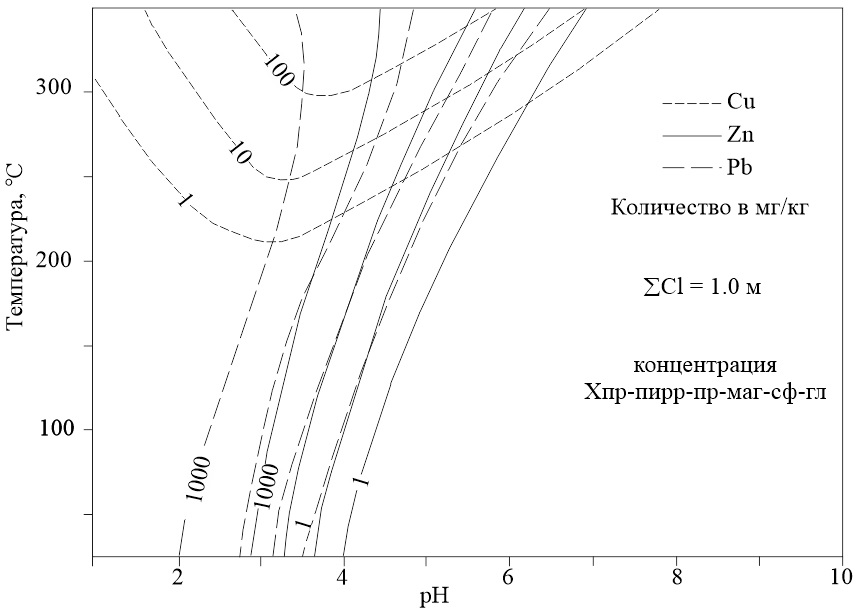 Температура, °C
300
200
100
100
10
1
1000
1000
1
1
Cu
Zn
Pb
Количество в мг/кг
∑Cl = 1.0 м
концентрация
Хпр-пирр-пр-маг-сф-гл
2
4
6
8
10
pH